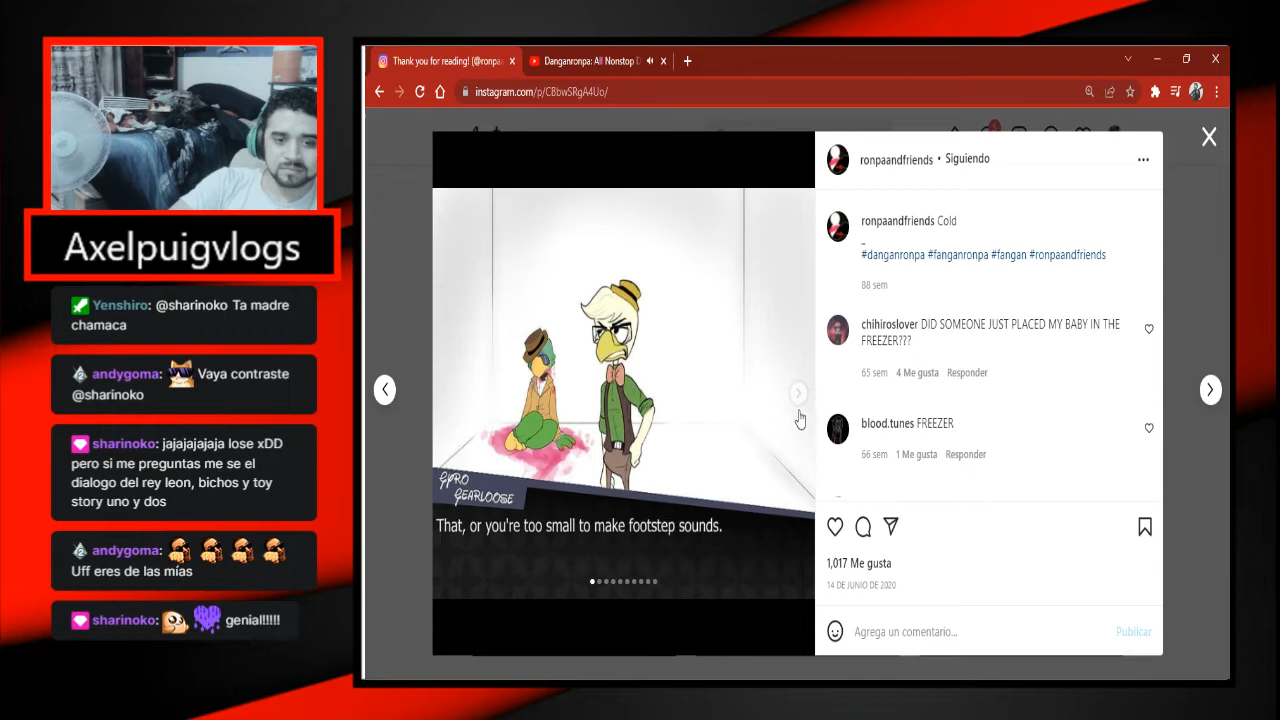 Axelpuigvlogs
Yenshiro: @sharinoko Ta madre
chamaca
andygoma: Vaya contraste
@sharinoko
sharinoko: jajajajajaja lose xDD
pero si me preguntas me se el
dialogo del rey leon, bichos y toy
story uno y dos
andygoma:
Uff eres de las mías
sharinoko: genial!!!!!
Thank you for reading! (@ronpa
Danganronpa: All Nonstop D
instagram.com/p/CBbwSRgA4Uo/
GYRO
GEARLOOSE
That, or you're too small to make footstep sounds.
ronpaandfriends • Siguiendo
ronpaandfriends Cold
_
#danganronpa #fanganronpa #fangan #ronpaandfriends
88 sem
chihiroslover DID SOMEONE JUST PLACED MY BABY IN THE
FREEZER???
65 sem 4 Me gusta Responder
blood.tunes FREEZER
66 sem 1 Me gusta Responder
1,017 Me gusta
14 DE JUNIO DE 2020
Agrega un comentario... Publicar